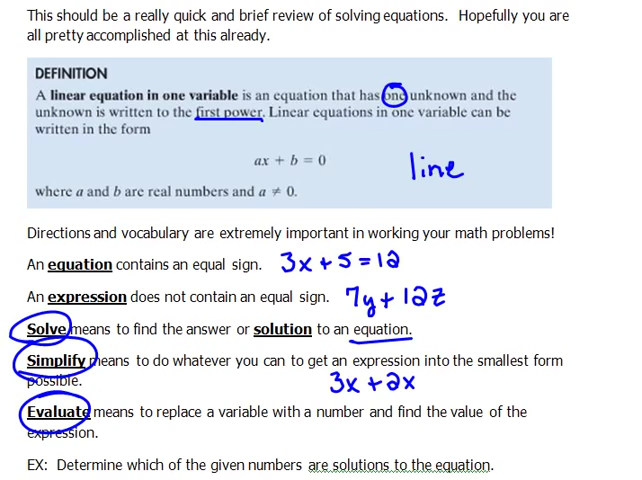 This should be a really quick and brief review of solving equations.  Hopefully you are
all pretty accomplished at this already.
DEFINITION
A linear equation in one variable is an equation that has one unknown and the
unknown is written to the first power. Linear equations in one variable can be
written in the form
ax + b = 0
line
where a and b are real numbers and a ≠ 0.
Directions and vocabulary are extremely important in working your math problems!
An equation contains an equal sign. 3x + 5 = 12
An expression does not contain an equal sign. 7y + 12z
Solve means to find the answer or solution to an equation.
Simplify means to do whatever you can to get an expression into the smallest form
possible.
3x + 2x
Evaluate means to replace a variable with a number and find the value of the
expression.
EX:  Determine which of the given numbers are solutions to the equation.